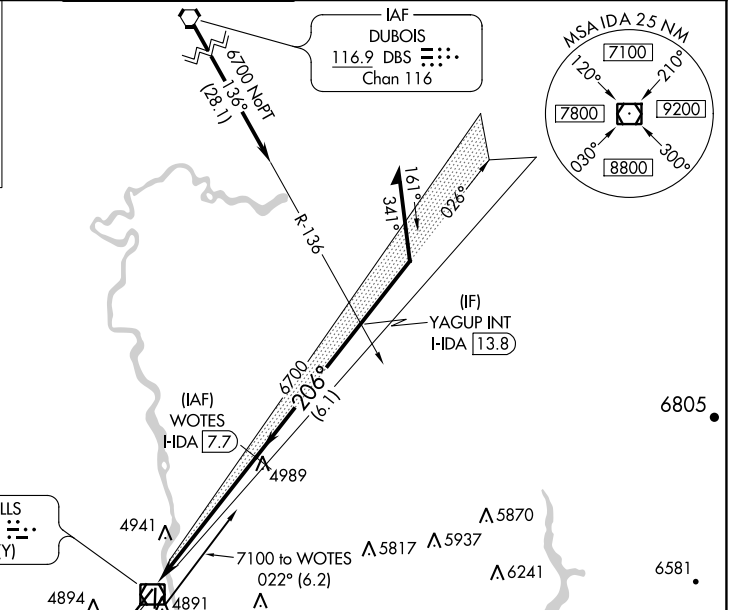 IAF
DUBOIS
116.9 DBS
Chan 116
6700 NoPT
136°
(28.1)
R-136
MSA IDA 25 NM
7100
120°
210°
7800
9200
030°
300°
8800
161°
341°
026°
(IF)
YAGUP INT
I-IDA 13.8
6700
206°
(6.1)
(IAF)
WOTES
I-IDA 7.7
6805
4989
LLS
Y)
4941
5870
5937
5817
7100 to WOTES
022° (6.2)
6241
6581
4894
4891